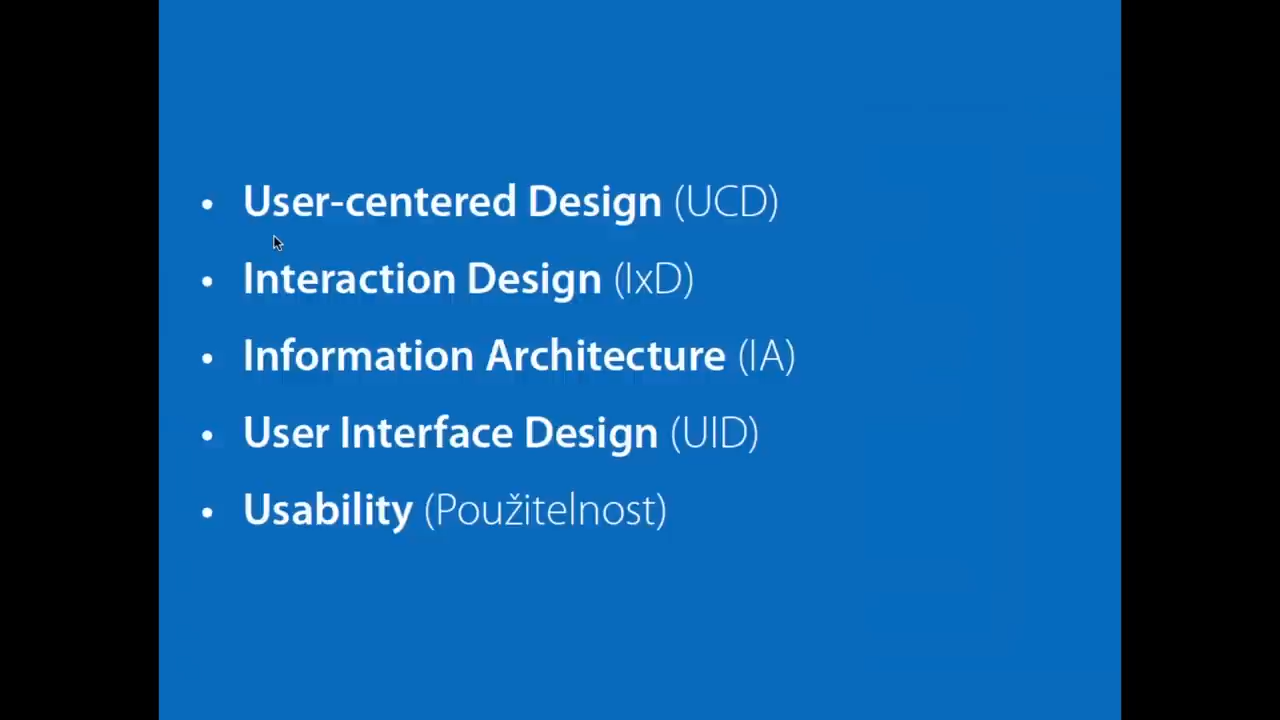 • User-centered Design (UCD)
• Interaction Design (IxD)
• Information Architecture (IA)
• User Interface Design (UID)
• Usability (Použitelnost)